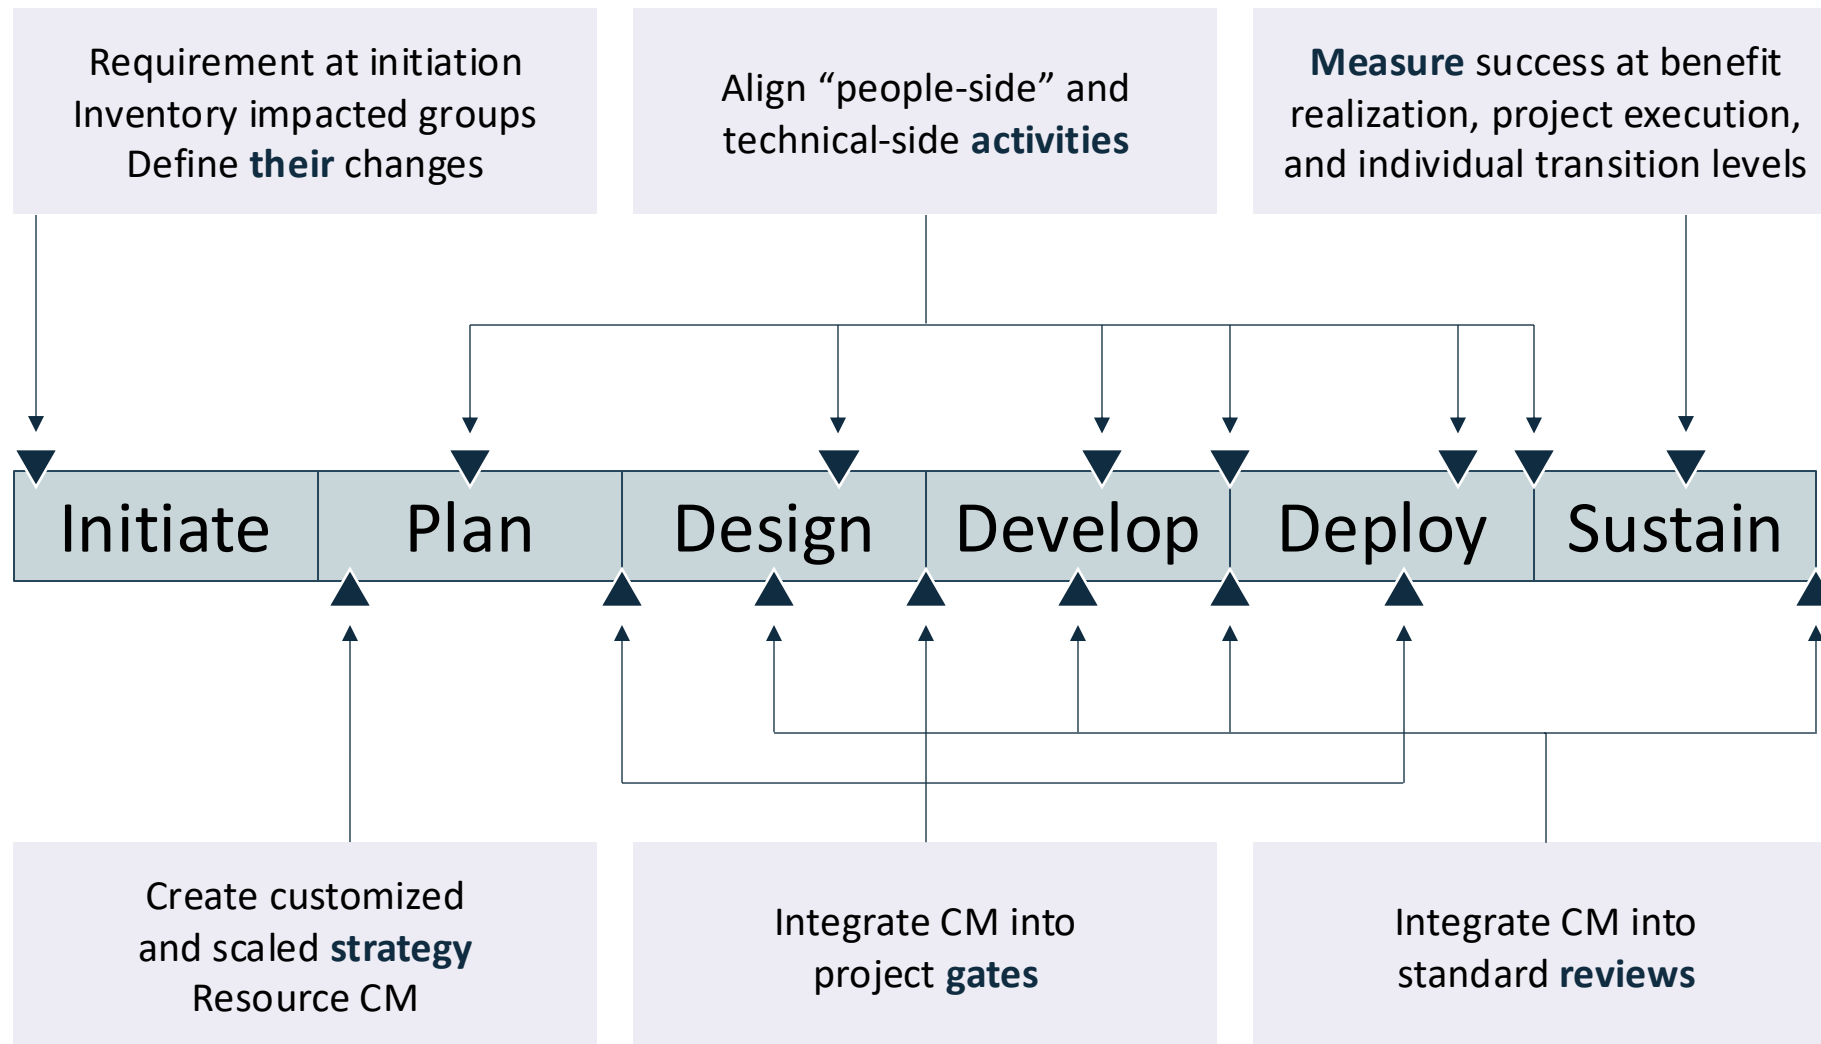 Requirement at initiation
Inventory impacted groups
Define their changes
Align “people-side” and
technical-side activities
Measure success at benefit
realization, project execution,
and individual transition levels
Initiate
Plan
Design
Develop
Deploy
Sustain
Create customized
and scaled strategy
Resource CM
Integrate CM into
project gates
Integrate CM into
standard reviews